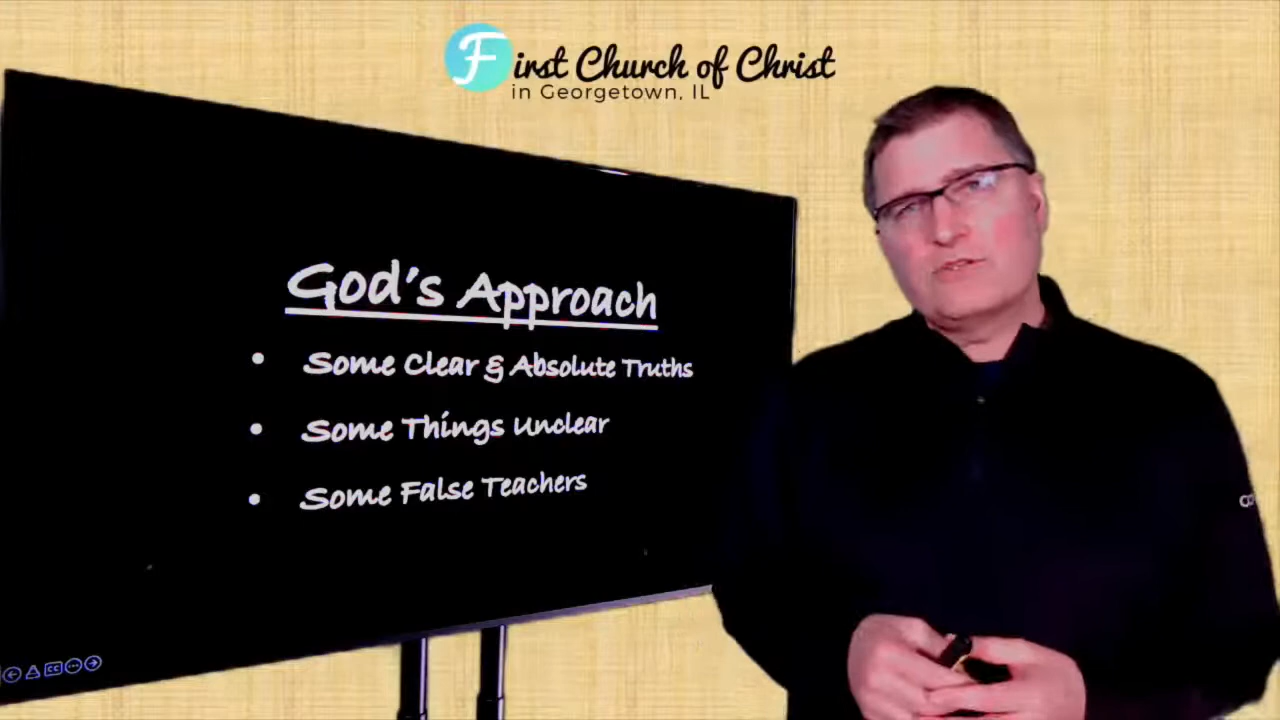 First Church of Christ
in Georgetown, IL
God's Approach
• Some Clear & Absolute Truths
• Some Things Unclear
• Some False Teachers
CC